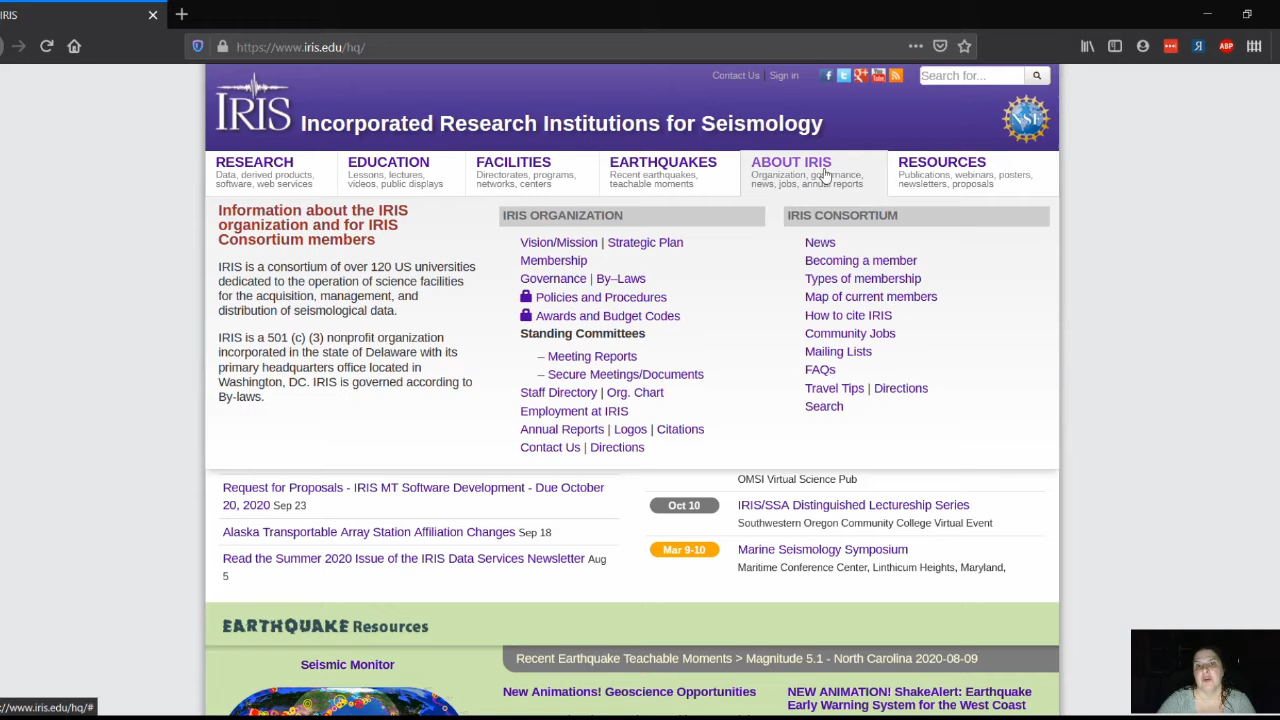 IRIS
https://www.iris.edu/hq/
Contact Us | Sign in
Search for...
IRIS Incorporated Research Institutions for Seismology
NSF
RESEARCH
Data, derived products,
software, web services
EDUCATION
Lessons, lectures,
videos, public displays
FACILITIES
Directorates, programs,
networks, centers
EARTHQUAKES
Recent earthquakes,
teachable moments
ABOUT IRIS
Organization, governance,
news, jobs, annual reports
RESOURCES
Publications, webinars, posters,
newsletters, proposals
Information about the IRIS
organization and for IRIS
Consortium members
IRIS is a consortium of over 120 US universities
dedicated to the operation of science facilities
for the acquisition, management, and
distribution of seismological data.
IRIS is a 501 (c) (3) nonprofit organization
incorporated in the state of Delaware with its
primary headquarters office located in
Washington, DC. IRIS is governed according to
By-laws.
IRIS ORGANIZATION
Vision/Mission | Strategic Plan
Membership
Governance | By–Laws
Policies and Procedures
Awards and Budget Codes
Standing Committees
– Meeting Reports
– Secure Meetings/Documents
Staff Directory | Org. Chart
Employment at IRIS
Annual Reports | Logos | Citations
Contact Us | Directions
IRIS CONSORTIUM
News
Becoming a member
Types of membership
Map of current members
How to cite IRIS
Community Jobs
Mailing Lists
FAQs
Travel Tips | Directions
Search
Request for Proposals - IRIS MT Software Development - Due October
20, 2020 Sep 23
Alaska Transportable Array Station Affiliation Changes Sep 18
Read the Summer 2020 Issue of the IRIS Data Services Newsletter Aug
5
OMSI Virtual Science Pub
Oct 10 IRIS/SSA Distinguished Lectureship Series
Southwestern Oregon Community College Virtual Event
Mar 9-10 Marine Seismology Symposium
Maritime Conference Center, Linthicum Heights, Maryland,
EARTHQUAKE Resources
Seismic Monitor
Recent Earthquake Teachable Moments > Magnitude 5.1 - North Carolina 2020-08-09
New Animations! Geoscience Opportunities
NEW ANIMATION! ShakeAlert: Earthquake
Early Warning System for the West Coast
://www.iris.edu/hq/#
ABP